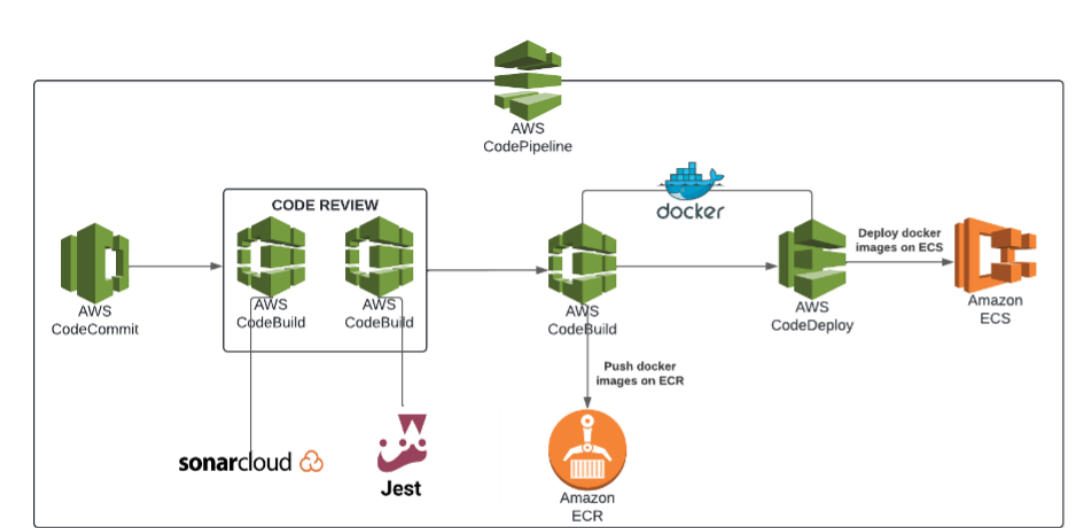 AWS
CodePipeline
CODE REVIEW
docker
AWS
CodeCommit
AWS
CodeBuild
AWS
CodeBuild
AWS
CodeBuild
AWS
CodeDeploy
Deploy docker
images on ECS
Amazon
ECS
Push docker
images on ECR
sonarcloud
Jest
Amazon
ECR